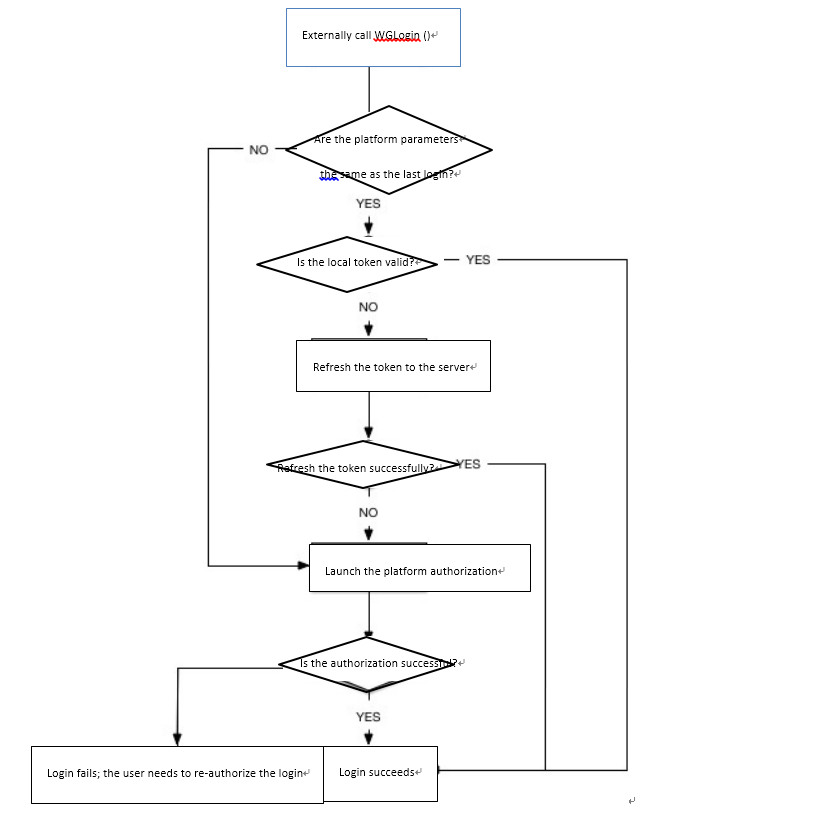 Externally call WGLogin ()
Are the platform parameters
the same as the last login?
NO
YES
Is the local token valid?
YES
NO
Refresh the token to the server
Refresh the token successfully?
YES
NO
Launch the platform authorization
Is the authorization successful?
YES
Login fails; the user needs to re-authorize the login
Login succeeds